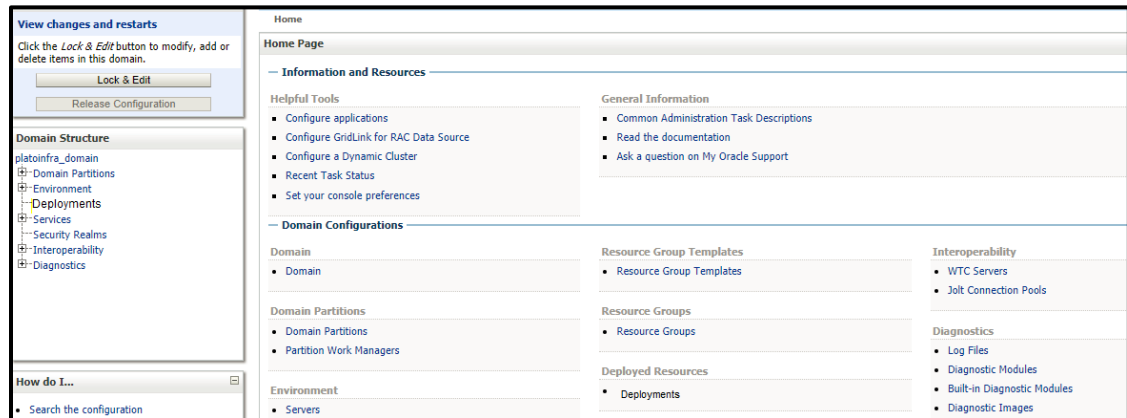 View changes and restarts
Click the Lock & Edit button to modify, add or
delete items in this domain.
Lock & Edit
Release Configuration
Domain Structure
platoinfra_domain
Domain Partitions
Environment
Deployments
Services
Security Realms
Interoperability
Diagnostics
How do I...
Search the configuration
Home
Home Page
Information and Resources
Helpful Tools
Configure applications
Configure GridLink for RAC Data Source
Configure a Dynamic Cluster
Recent Task Status
Set your console preferences
General Information
Common Administration Task Descriptions
Read the documentation
Ask a question on My Oracle Support
Domain Configurations
Domain
Domain
Domain Partitions
Domain Partitions
Partition Work Managers
Environment
Servers
Resource Group Templates
Resource Group Templates
Resource Groups
Resource Groups
Deployed Resources
Deployments
Interoperability
WTC Servers
Jolt Connection Pools
Diagnostics
Log Files
Diagnostic Modules
Built-in Diagnostic Modules
Diagnostic Images